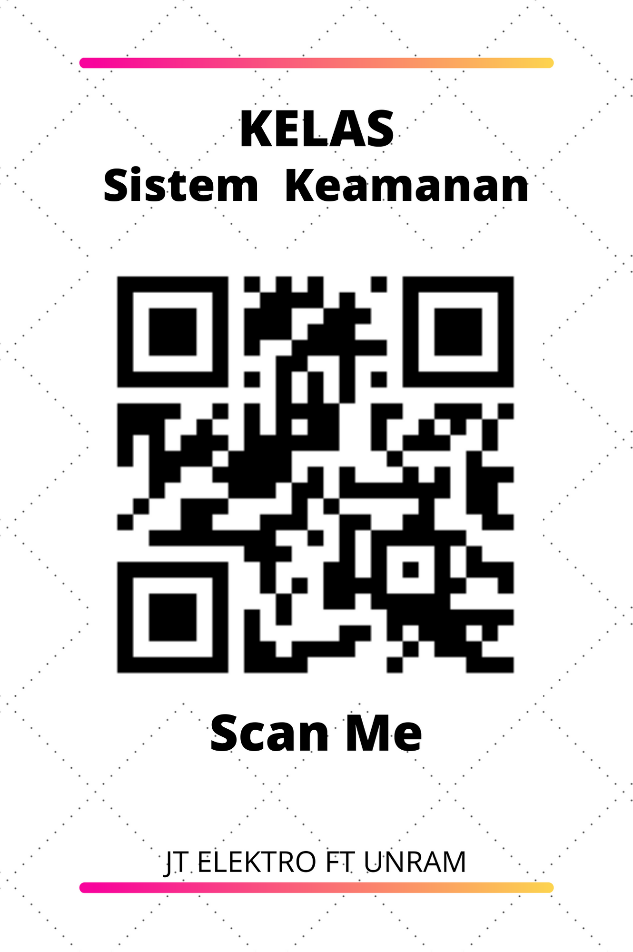 KELAS
Sistem Keamanan
Scan Me
JT ELEKTRO FT UNRAM